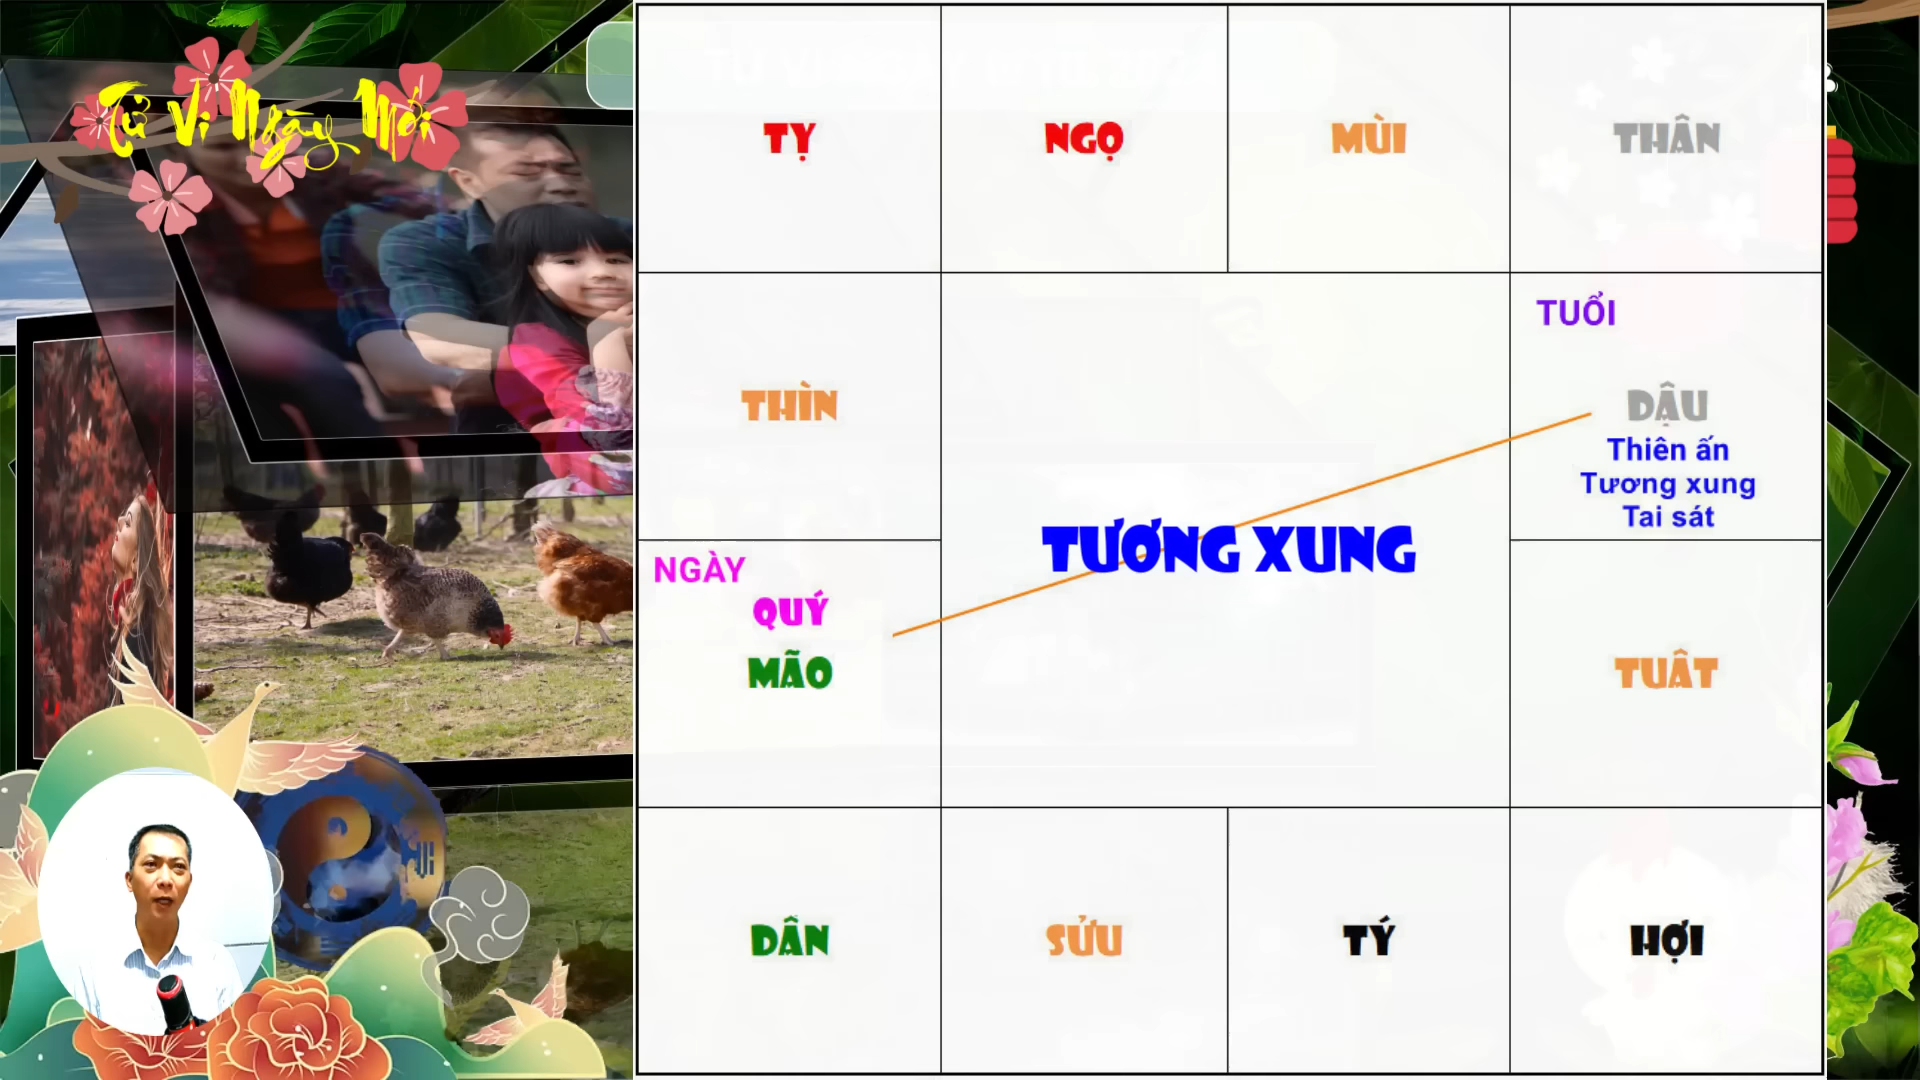 Tử Vi Ngày Mới
TỴ
NGỌ
MÙI
THÂN
THÌN
TUỔI
DẬU
Thiên ấn
Tương xung
Tai sát
TƯƠNG XUNG
NGÀY
QUÝ
MÃO
TUẤT
DẦN
SỬU
TÝ
HỢI